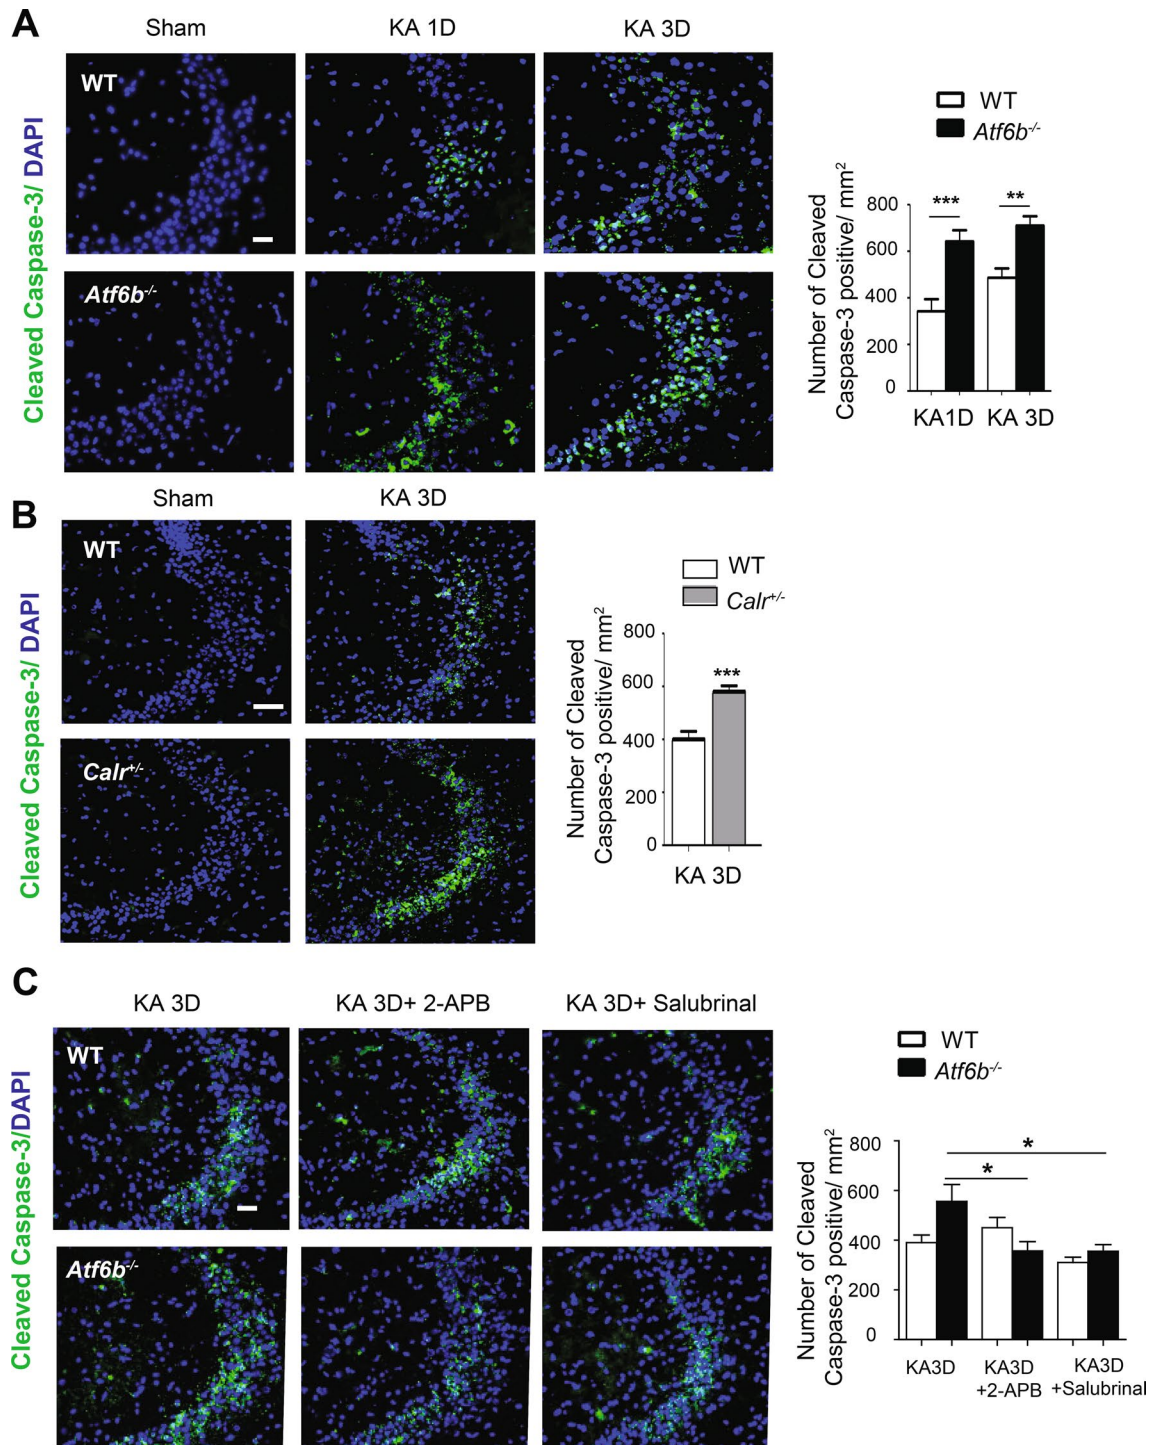 A
Sham
KA 1D
KA 3D
Cleaved Caspase-3/ DAPI
WT
Atf6b-/-
WT
Atf6b-/-
Number of Cleaved
Caspase-3 positive/ mm2
800
600
400
200
0
***
**
KA1D
KA 3D
B
Sham
KA 3D
Cleaved Caspase-3/ DAPI
WT
Calr+/-
WT
Calr+/-
Number of Cleaved
Caspase-3 positive/ mm2
800
600
400
200
0
***
KA 3D
C
KA 3D
KA 3D+ 2-APB
KA 3D+ Salubrinal
Cleaved Caspase-3/DAPI
WT
Atf6b-/-
WT
Atf6b-/-
Number of Cleaved
Caspase-3 positive/ mm2
800
600
400
200
0
*
*
KA3D
KA3D
+2-APB
KA3D
+Salubrinal